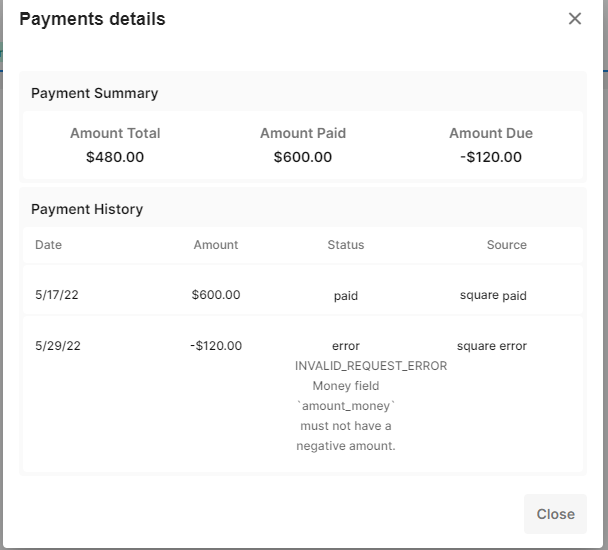 Payments details
Payment Summary
Amount Total Amount Paid Amount Due
$480.00 $600.00 -$120.00
Payment History
Date Amount Status Source
5/17/22 $600.00 paid square paid
5/29/22 -$120.00 error square error
INVALID_REQUEST_ERROR
Money field
`amount_money`
must not have a
negative amount.
Close